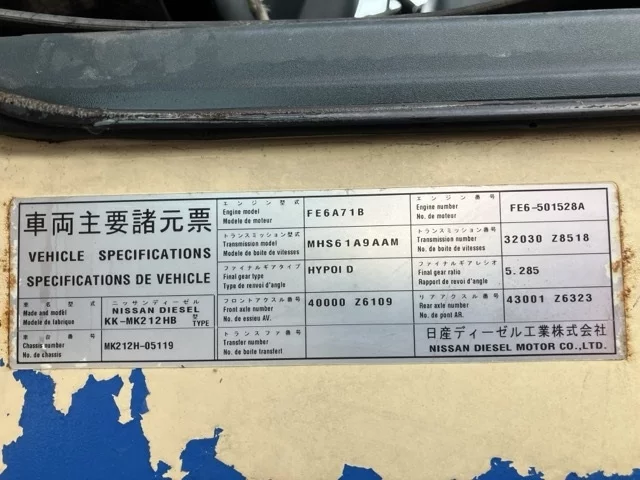 車両主要諸元票
VEHICLE SPECIFICATIONS
SPECIFICATIONS DE VEHICLE
車名型式
Made and model
Modele de fabrique
ニッサンディーゼル
NISSAN DIESEL
KK-MK212HB 型 TYPE
車台番号
Chassis number
No. de chassis
MK212H-05119
エンジン型式
Engine model
Modele de moteur
FE6A71B
エンジン番号
Engine number
No. de moteur
FE6-501528A
トランスミッション型式
Transmission model
Modele de boite de vitesses
MHS61A9AAM
トランスミッション番号
Transmission number
No. de boite de vitesses
32030 Z8518
ファイナルギアタイプ
Final gear type
Type de renvoi d'angle
HYPOID
ファイナルギアレシオ
Final gear ratio
Rapport de renvoi d'angle
5.285
フロントアクスル番号
Front axle number
No. de essieu AV.
40000 Z6109
リアアクスル番号
Rear axle number
No. de pont AR.
43001 Z6323
トランスファ番号
Transfer number
No. de boite transfert
日産ディーゼル工業株式会社
NISSAN DIESEL MOTOR CO.,LTD.